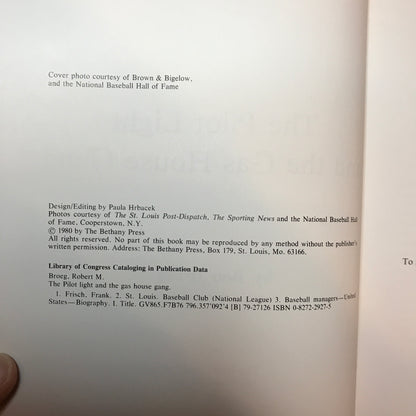 Cover photo courtesy of Brown & Bigelow,
and the National Baseball Hall of Fame
Design/Editing by Paula Hrbacek
Photos courtesy of The St. Louis Post-Dispatch, The Sporting News and the National Baseball Hall
of Fame, Cooperstown, N.Y.
© 1980 by The Bethany Press
All rights reserved. No part of this book may be reproduced by any method without the publisher's
written permission. Address: The Bethany Press, Box 179, St. Louis, Mo. 63166.
Library of Congress Cataloging in Publication Data
Broeg, Robert M.
The Pilot light and the gas house gang.
1. Frisch, Frank. 2. St. Louis. Baseball Club (National League) 3. Baseball managers—United
States—Biography. I. Title. GV865.F7B76 796.357'092'4 [B] 79-27126 ISBN 0-8272-2927-5
To